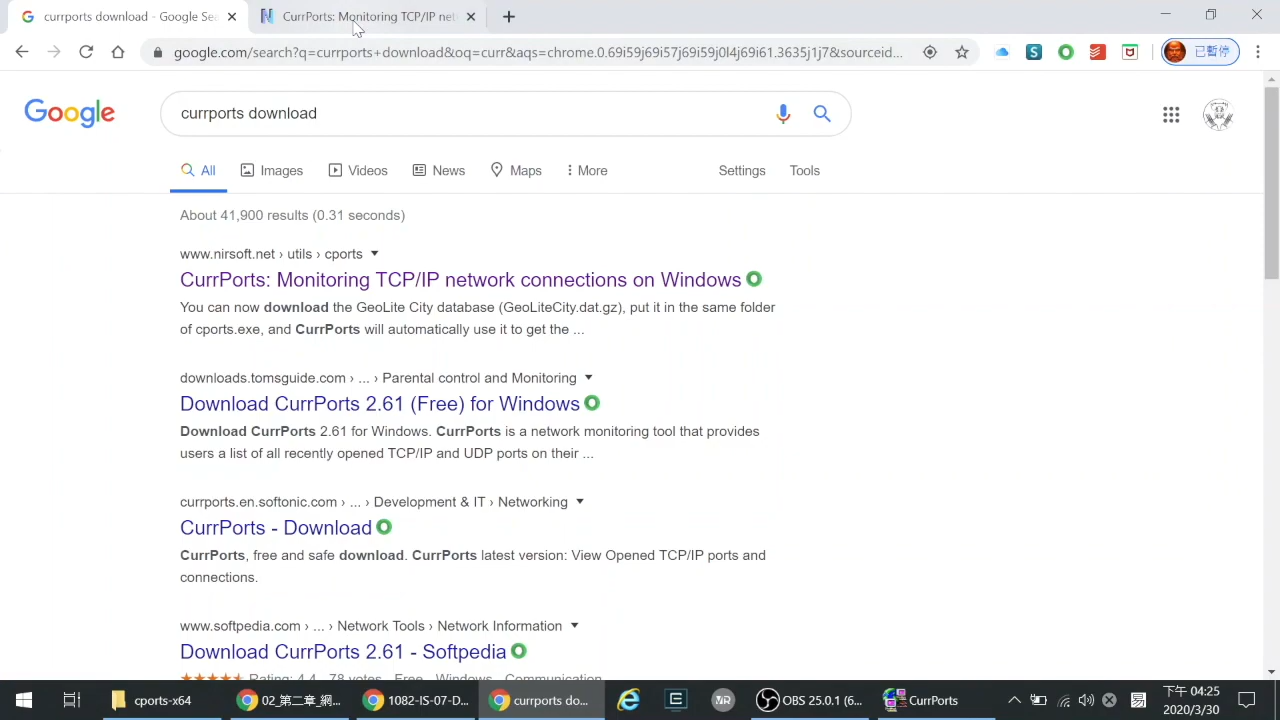 currports download - Google Sea
CurrPorts: Monitoring TCP/IP net
google.com/search?q=currports+download&oq=curr&aqs=chrome.0.69i59j69i57j69i59j0l4j69i61.3635j1j7&sourceid...
已暫停
Google
currports download
All
Images
Videos
News
Maps
More
Settings
Tools
About 41,900 results (0.31 seconds)
www.nirsoft.net › utils › cports
CurrPorts: Monitoring TCP/IP network connections on Windows
You can now download the GeoLite City database (GeoLiteCity.dat.gz), put it in the same folder
of cports.exe, and CurrPorts will automatically use it to get the ...
downloads.tomsguide.com › ... › Parental control and Monitoring
Download CurrPorts 2.61 (Free) for Windows
Download CurrPorts 2.61 for Windows. CurrPorts is a network monitoring tool that provides
users a list of all recently opened TCP/IP and UDP ports on their ...
currports.en.softonic.com › ... › Development & IT › Networking
CurrPorts - Download
CurrPorts, free and safe download. CurrPorts latest version: View Opened TCP/IP ports and
connections.
www.softpedia.com › ... › Network Tools › Network Information
Download CurrPorts 2.61 - Softpedia
Rating: 4.4 · 78 votes · Free · Windows · Communication
cports-x64
02_第二章_網...
1082-IS-07-D...
currports do...
OBS 25.0.1 (6...
CurrPorts
下午 04:25
2020/3/30